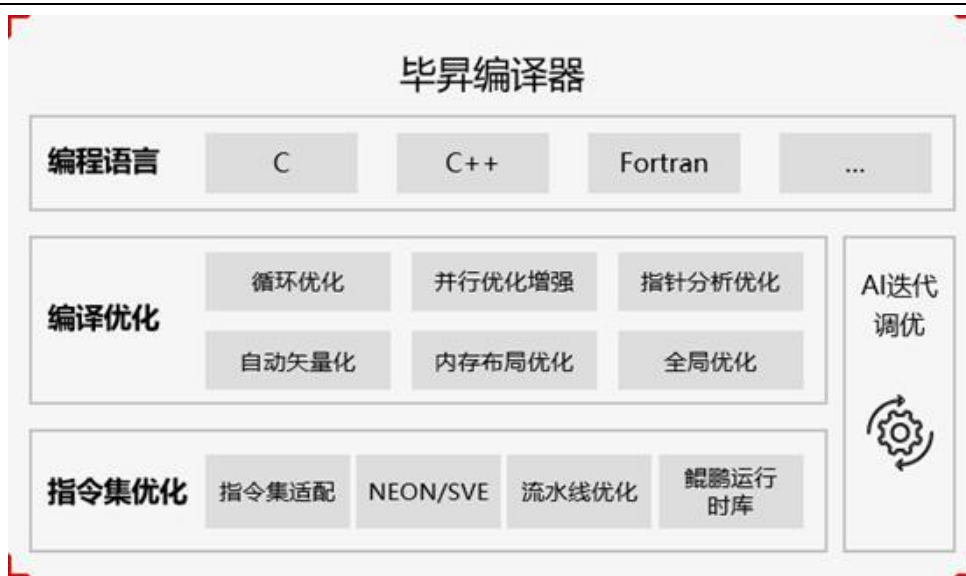 毕昇编译器
编程语言
C
C++
Fortran
...
编译优化
循环优化
并行优化增强
指针分析优化
自动矢量化
内存布局优化
全局优化
AI迭代
调优
指令集优化
指令集适配
NEON/SVE
流水线优化
鲲鹏运行
时库